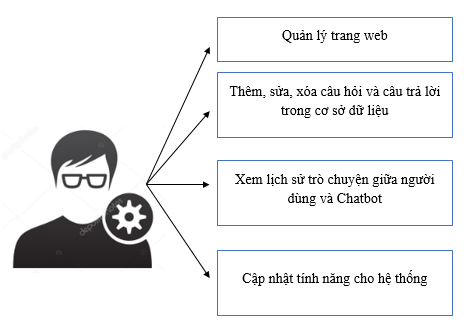 Quản lý trang web
Thêm, sửa, xóa câu hỏi và câu trả lời
trong cơ sở dữ liệu
Xem lịch sử trò chuyện giữa người
dùng và Chatbot
Cập nhật tính năng cho hệ thống